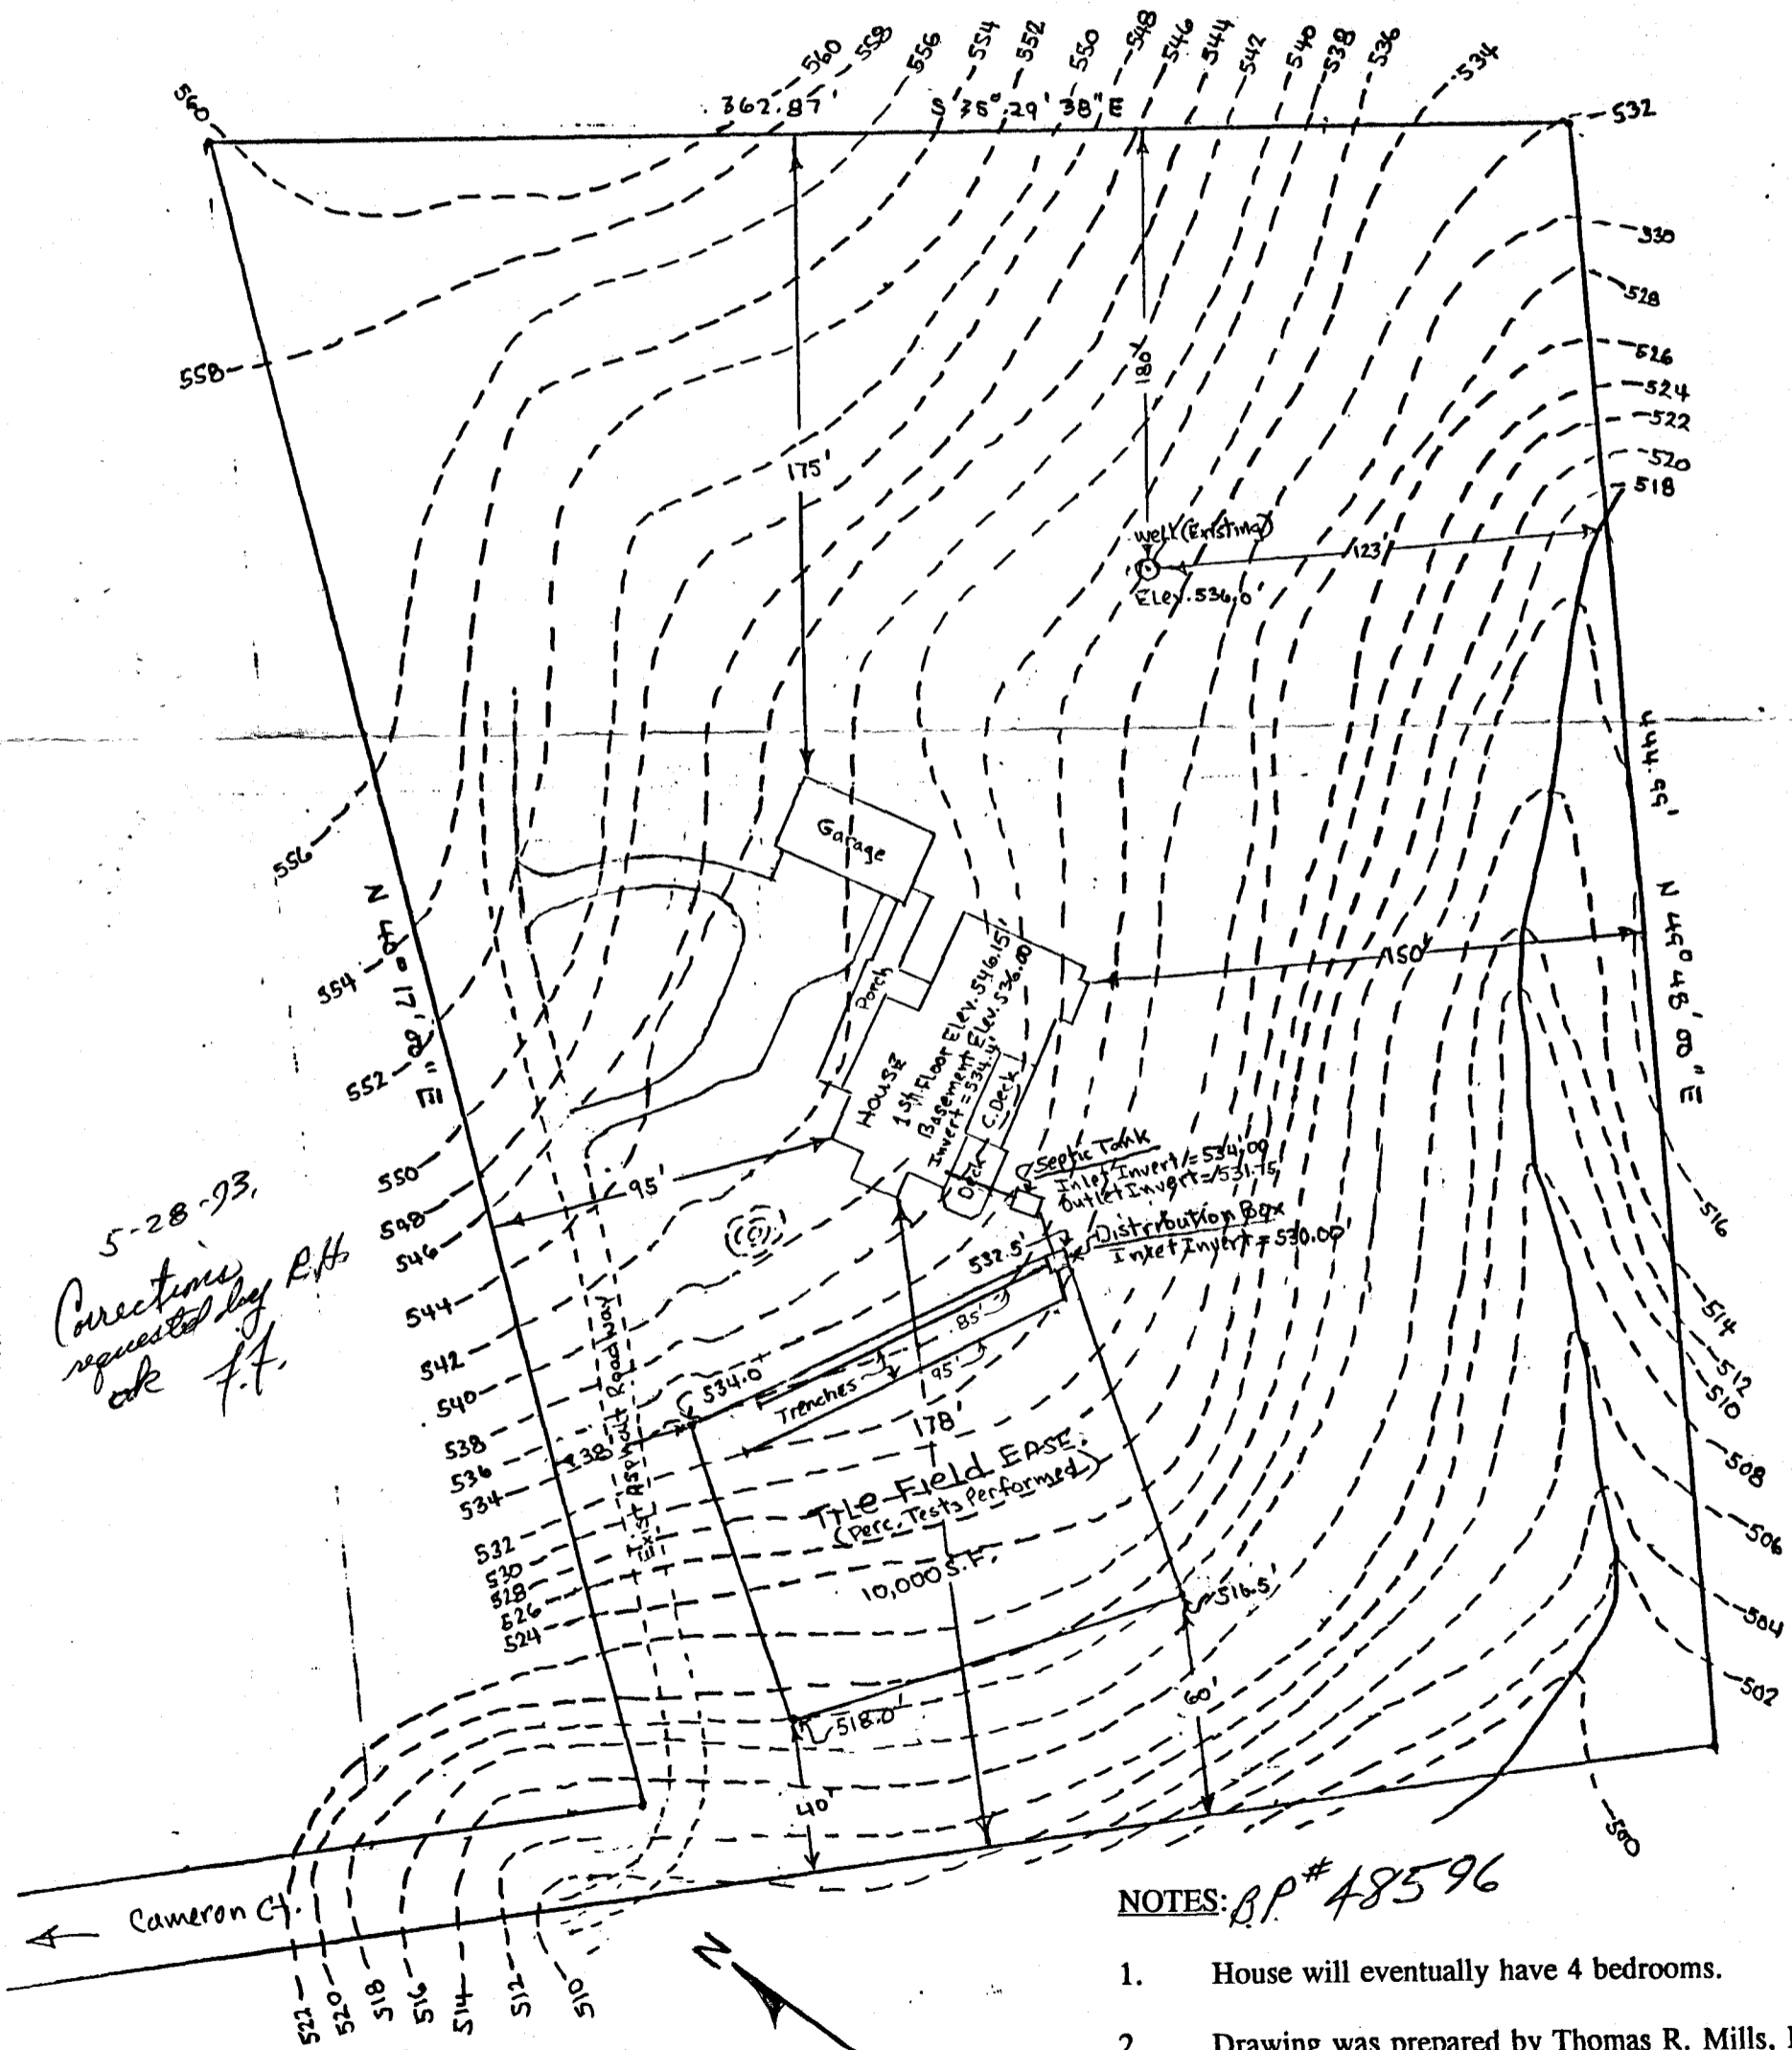 560 558 556 554 552 550 548 546 544 542 540 538 536 534
560
362.87' S 35° 29' 38" E
532
530
528
558
526
524
522
520
518
180'
175'
Well (Existing)
123'
Elev. 536.0'
444.55' N 45° 48' 00" E
Garage
556
554
552
550
548
546
544
542
540
538
536
534
532
530
528
526
524
Porch
150'
HOUSE
1st Floor Elev. 546.15'
Basement Elev. 536.00
Invert = 534.4'
C. Deck
Deck
Septic Tank
Inlet Invert = 534.00
Outlet Invert = 531.75
Distribution Box
Inlet Invert = 530.00'
532.5'
95'
5-28-93,
Corrections
requested by R.H.
ok F.F.
516
514
512
510
508
506
504
502
500
Exist Asphalt Roadway
85'
534.0'
Trenches
95'
38'
178'
Tile Field EASE.
(Perc. Tests Performed)
10,000 S.F.
516.5'
60'
518.0'
40'
Cameron Ct.
522 520 518 516 514 512 510
N
NOTES: B.P. # 48596
1. House will eventually have 4 bedrooms.
2. Drawing was prepared by Thomas R. Mills,